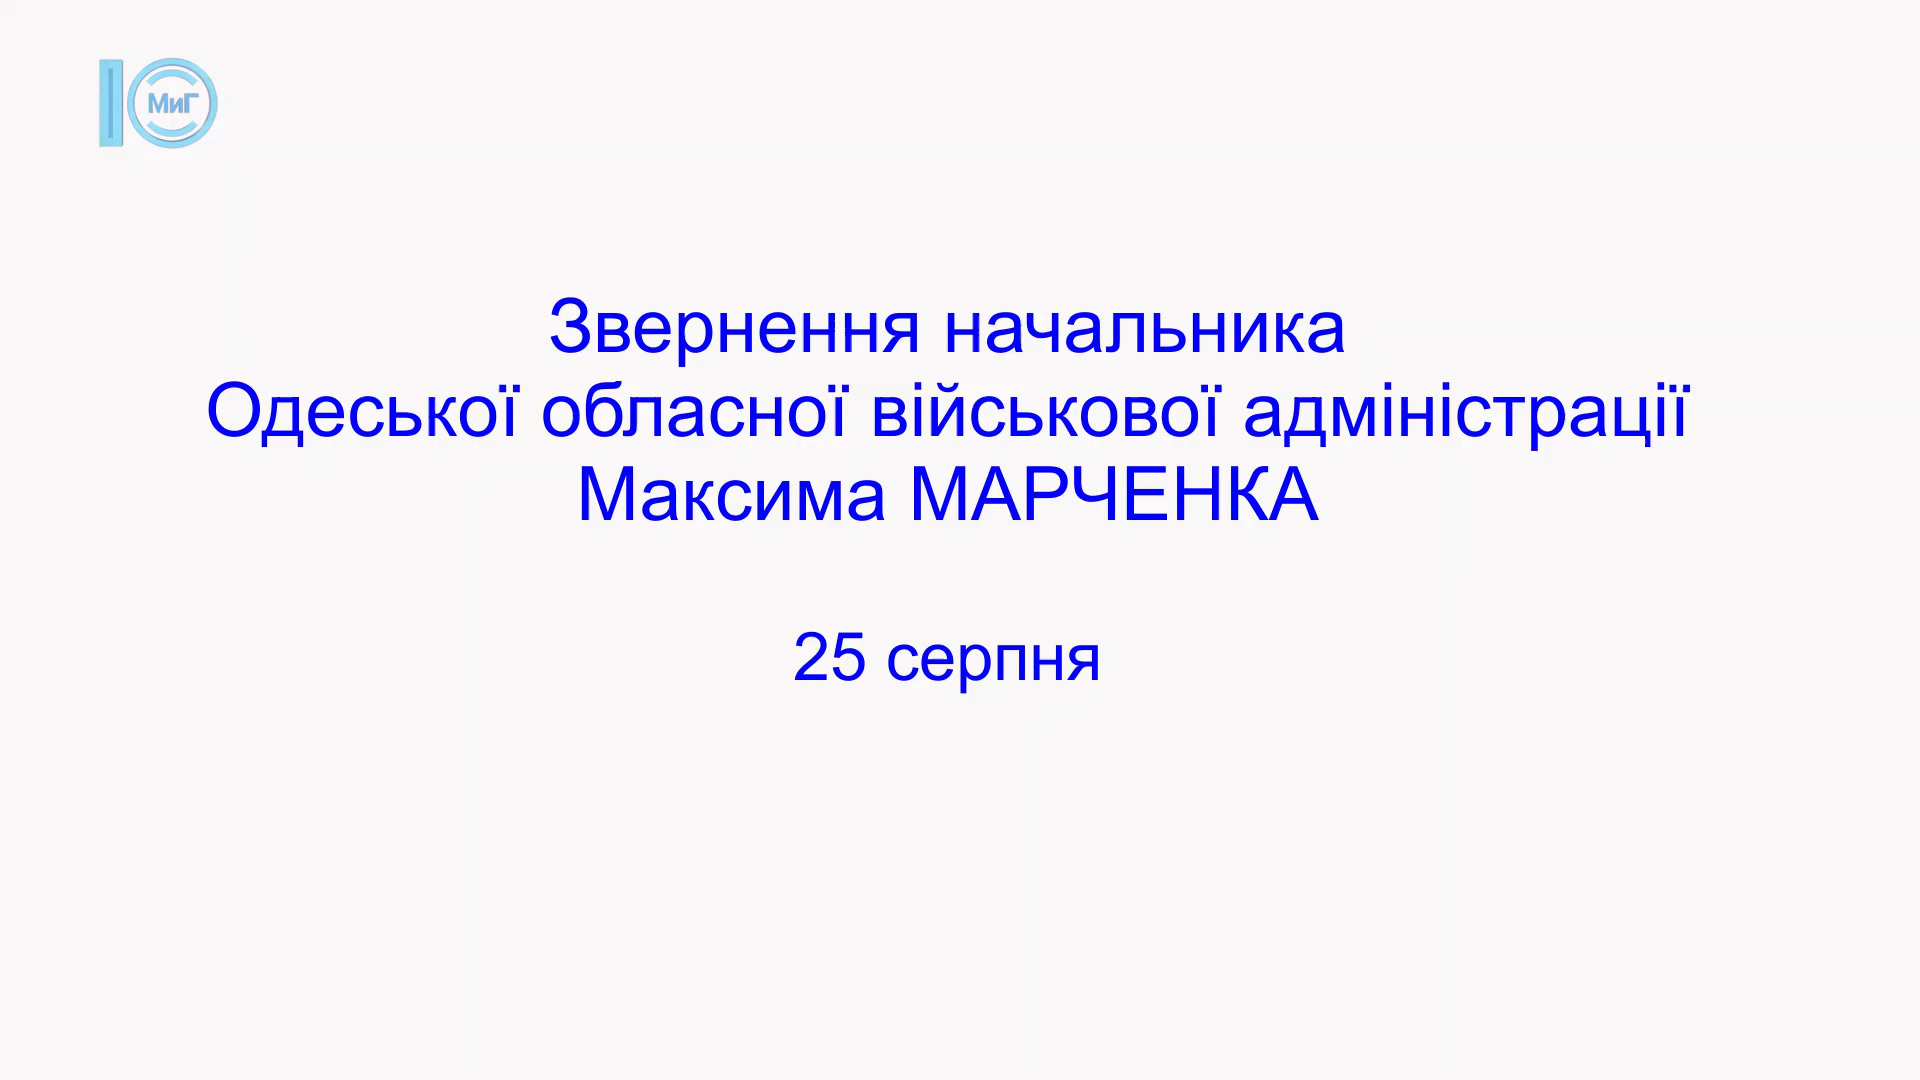 МиГ
Звернення начальника
Одеської обласної військової адміністрації
Максима МАРЧЕНКА
25 серпня